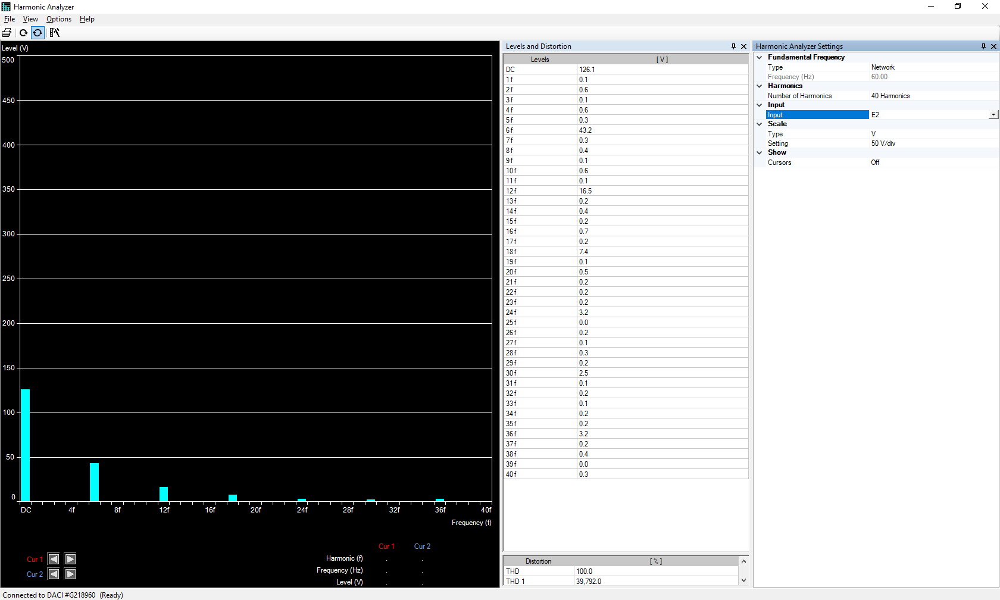 Harmonic Analyzer
File View Options Help
Level (V)
500
450
400
350
300
250
200
150
100
50
0
DC 4f 8f 12f 16f 20f 24f 28f 32f 36f 40f
Frequency (f)
Cur 1 Cur 2
Cur 1
Cur 2
Harmonic (f) . .
Frequency (Hz) . .
Level (V) . .
Levels and Distortion
Levels [ V ]
DC 126.1
1f 0.1
2f 0.6
3f 0.1
4f 0.6
5f 0.3
6f 43.2
7f 0.3
8f 0.4
9f 0.1
10f 0.6
11f 0.1
12f 16.5
13f 0.2
14f 0.4
15f 0.2
16f 0.7
17f 0.2
18f 7.4
19f 0.1
20f 0.5
21f 0.2
22f 0.2
23f 0.2
24f 3.2
25f 0.0
26f 0.2
27f 0.1
28f 0.3
29f 0.2
30f 2.5
31f 0.1
32f 0.2
33f 0.1
34f 0.2
35f 0.2
36f 3.2
37f 0.2
38f 0.4
39f 0.0
40f 0.3
Distortion [ % ]
THD 100.0
THD 1 39,792.0
Harmonic Analyzer Settings
Fundamental Frequency
Type Network
Frequency (Hz) 60.00
Harmonics
Number of Harmonics 40 Harmonics
Input
Input E2
Scale
Type V
Setting 50 V/div
Show
Cursors Off
Connected to DACI #G218960 (Ready)